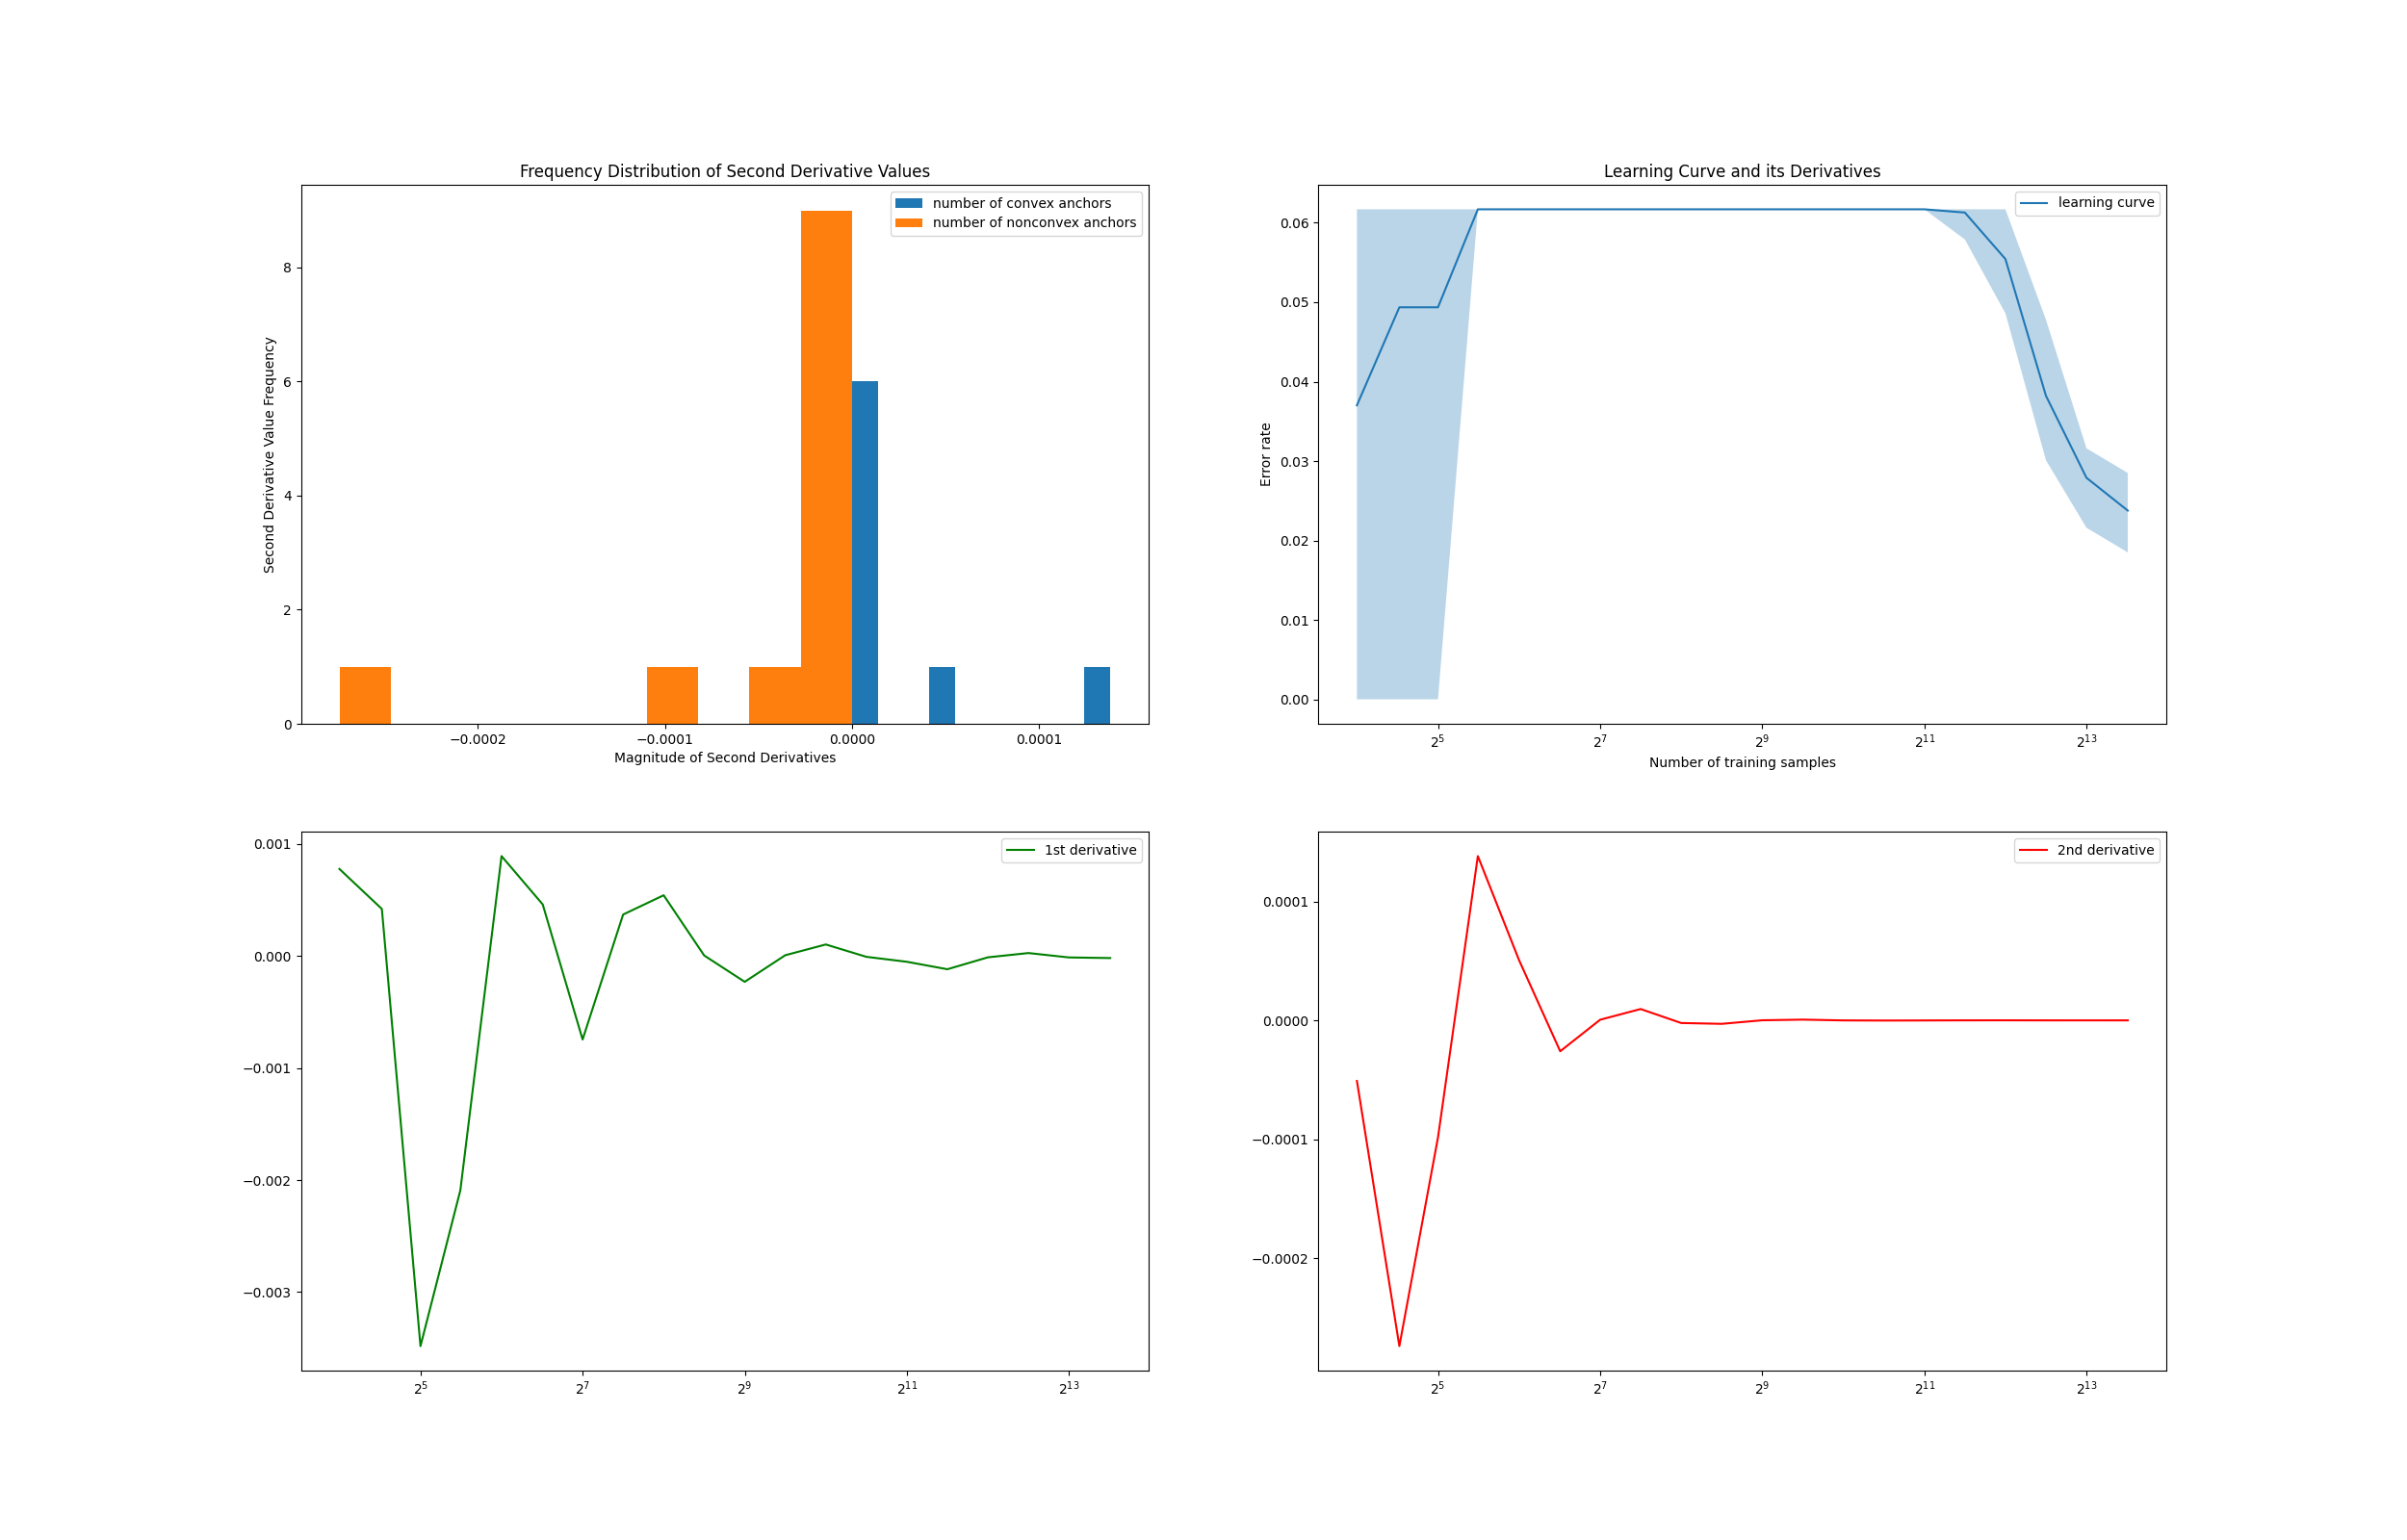 Frequency Distribution of Second Derivative Values
number of convex anchors
number of nonconvex anchors
Second Derivative Value Frequency
8
6
4
2
0
−0.0002 −0.0001 0.0000 0.0001
Magnitude of Second Derivatives
Learning Curve and its Derivatives
learning curve
Error rate
0.06
0.05
0.04
0.03
0.02
0.01
0.00
2^5 2^7 2^9 2^11 2^13
Number of training samples
1st derivative
0.001
0.000
−0.001
−0.002
−0.003
2^5 2^7 2^9 2^11 2^13
2nd derivative
0.0001
0.0000
−0.0001
−0.0002
2^5 2^7 2^9 2^11 2^13